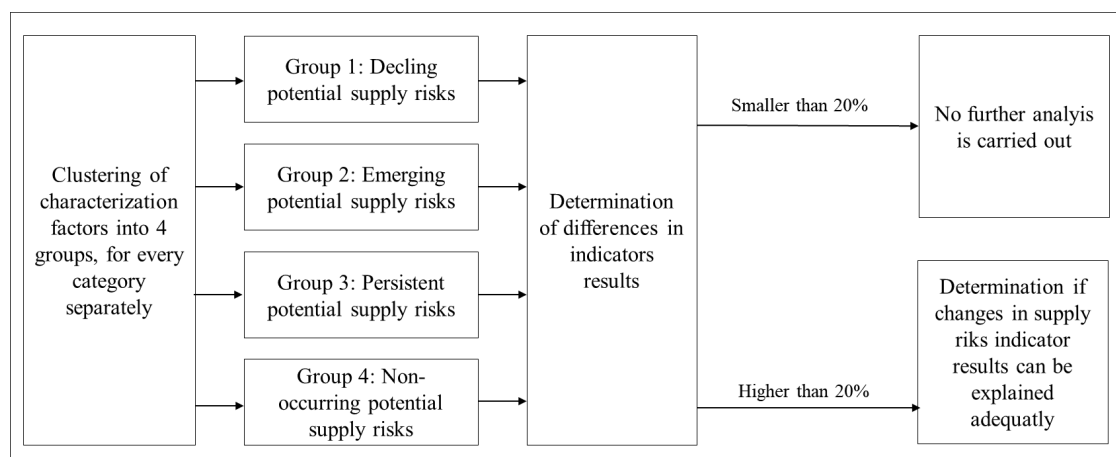 Clustering of
characterization
factors into 4
groups, for every
category
separately
Group 1: Decling
potential supply risks
Group 2: Emerging
potential supply risks
Group 3: Persistent
potential supply risks
Group 4: Non-
occurring potential
supply risks
Determination
of differences in
indicators
results
Smaller than 20%
No further analyis
is carried out
Higher than 20%
Determination if
changes in supply
riks indicator
results can be
explained
adequatly